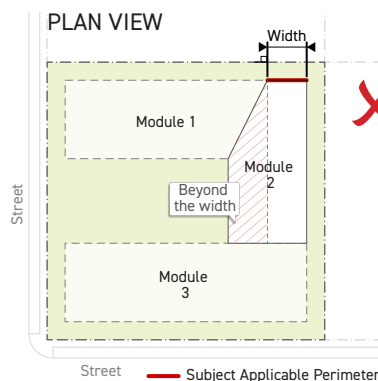 PLAN VIEW
Width
Module 1
Module
2
Beyond
the width
Module
3
Street
Street
Subject Applicable Perimeter